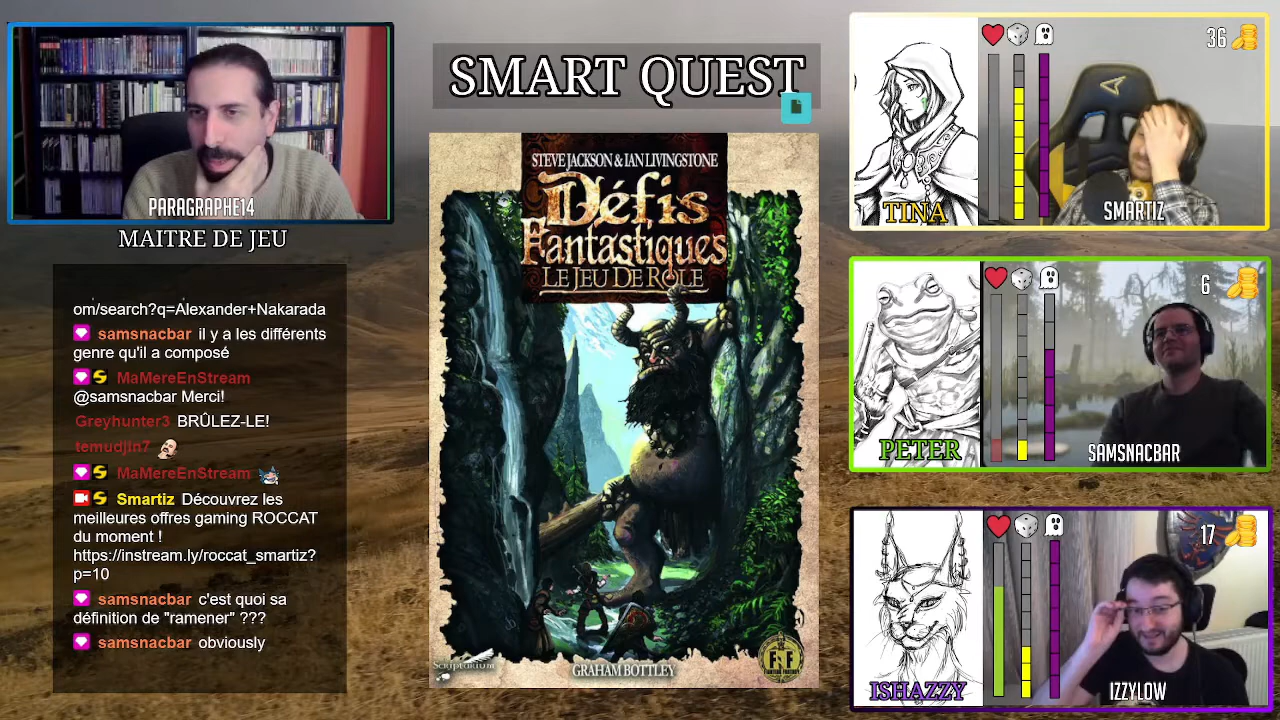 PARAGRAPHE14
MAITRE DE JEU
om/search?q=Alexander+Nakarada
samsnacbar il y a les différents
genre qu'il a composé
MaMereEnStream
@samsnacbar Merci!
Greyhunter3 BRÛLEZ-LE!
temudjin7
MaMereEnStream
Smartiz Découvrez les
meilleures offres gaming ROCCAT
du moment !
https://instream.ly/roccat_smartiz?
p=10
samsnacbar c'est quoi sa
définition de "ramener" ???
samsnacbar obviously
SMART QUEST
STEVE JACKSON & IAN LIVINGSTONE
Défis
Fantastiques
LE JEU DE RÔLE
Scriptarium
GRAHAM BOTTLEY
FF
36
TINA
SMARTIZ
6
PETER
SAMSNACBAR
17
ISHAZZY
IZZYLOW